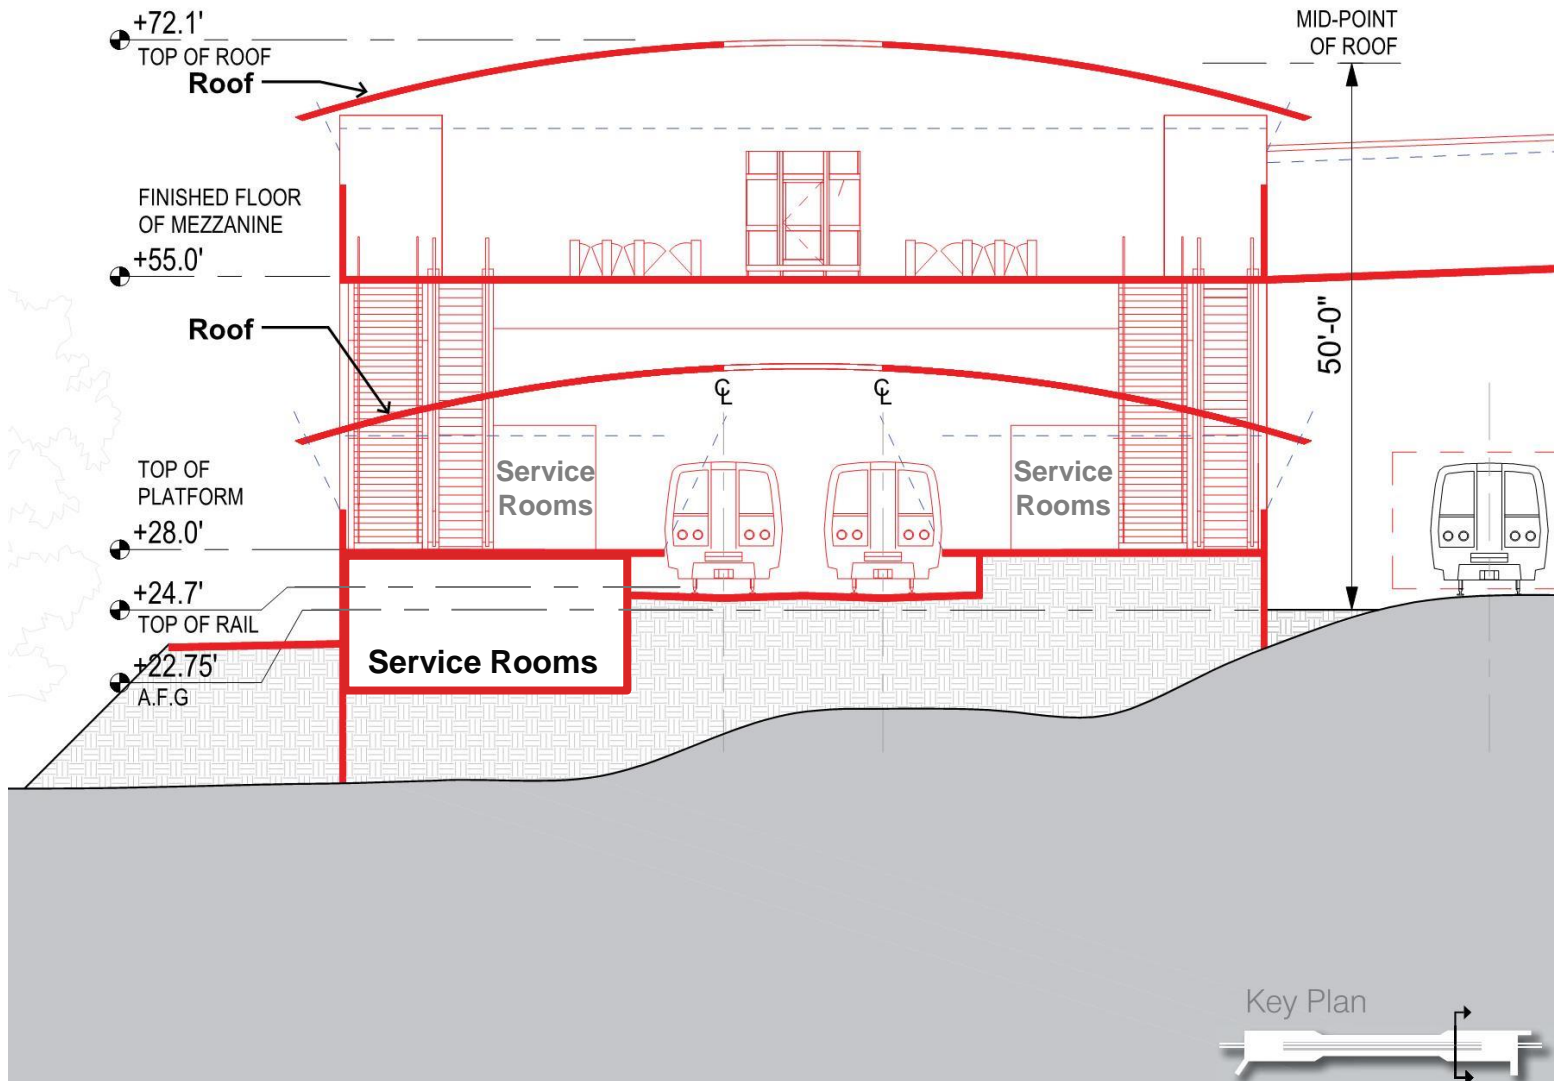 +72.1'
TOP OF ROOF
Roof
MID-POINT
OF ROOF
FINISHED FLOOR
OF MEZZANINE
+55.0'
Roof
50'-0"
℄
℄
TOP OF
PLATFORM
+28.0'
Service
Rooms
Service
Rooms
+24.7'
TOP OF RAIL
+22.75'
A.F.G
Service Rooms
Key Plan